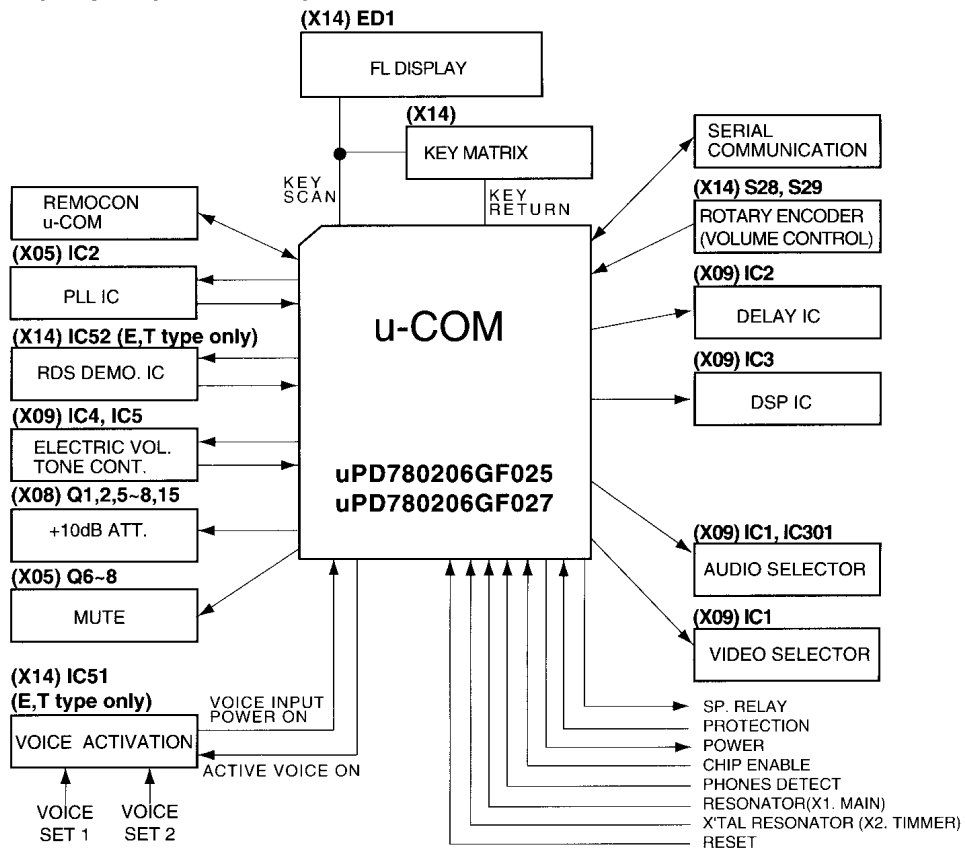 (X14) ED1
FL DISPLAY
(X14)
KEY MATRIX
KEY
SCAN
KEY
RETURN
SERIAL
COMMUNICATION
(X14) S28, S29
ROTARY ENCODER
(VOLUME CONTROL)
(X09) IC2
DELAY IC
(X09) IC3
DSP IC
REMOCON
u-COM
(X05) IC2
PLL IC
(X14) IC52 (E,T type only)
RDS DEMO. IC
(X09) IC4, IC5
ELECTRIC VOL.
TONE CONT.
(X08) Q1,2,5~8,15
+10dB ATT.
(X05) Q6~8
MUTE
u-COM
uPD780206GF025
uPD780206GF027
(X09) IC1, IC301
AUDIO SELECTOR
(X09) IC1
VIDEO SELECTOR
(X14) IC51
(E,T type only)
VOICE ACTIVATION
VOICE INPUT
POWER ON
ACTIVE VOICE ON
VOICE
SET 1
VOICE
SET 2
SP. RELAY
PROTECTION
POWER
CHIP ENABLE
PHONES DETECT
RESONATOR(X1. MAIN)
X'TAL RESONATOR (X2. TIMMER)
RESET